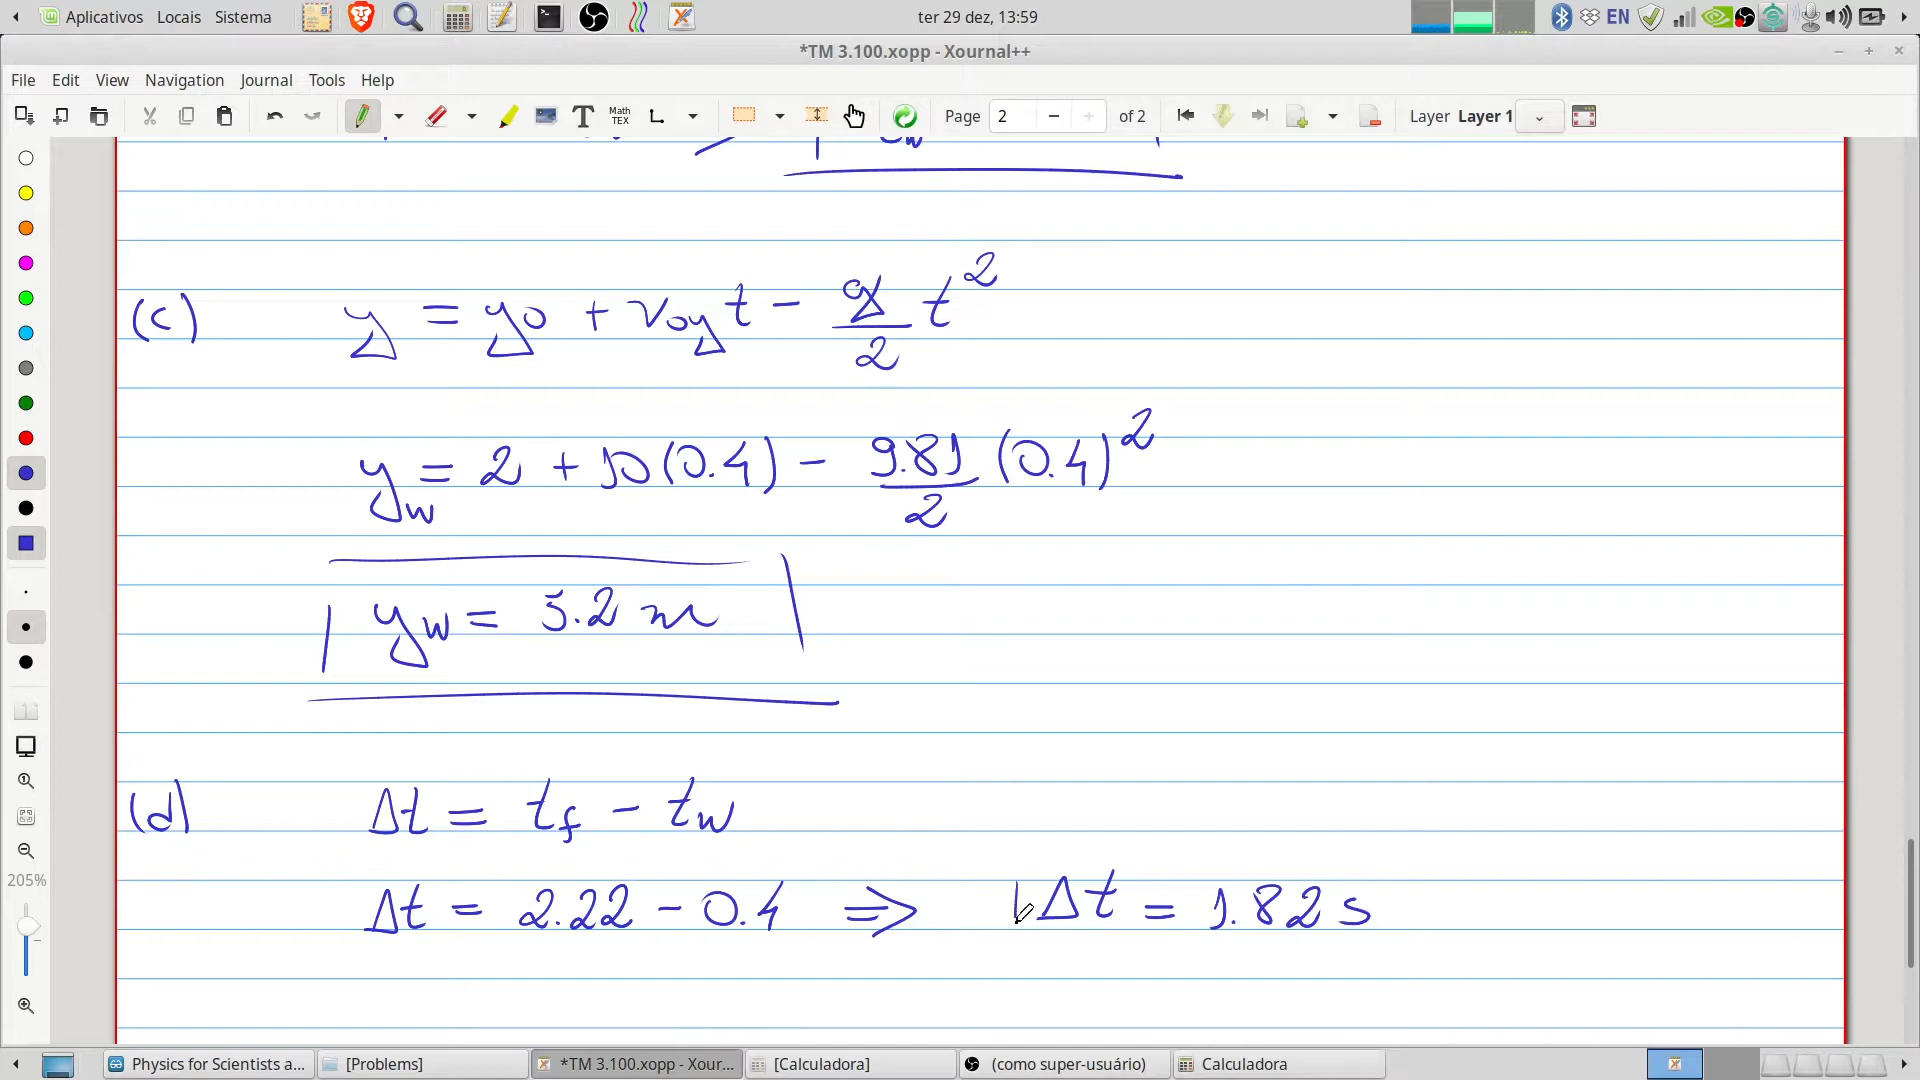 Aplicativos Locais Sistema ter 29 dez, 13:59 EN
*TM 3.100.xopp - Xournal++
File Edit View Navigation Journal Tools Help
Math TEX Page 2 of 2 Layer Layer 1
(c) y = y0 + v0y t - g/2 t^2
yw = 2 + 10(0.4) - 9.81/2 (0.4)^2
yw = 5.2 m
(d) Δt = tf - tw
Δt = 2.22 - 0.4 ⇒ Δt = 1.82 s
205%
Physics for Scientists a... [Problems] *TM 3.100.xopp - Xour... [Calculadora] (como super-usuário) Calculadora